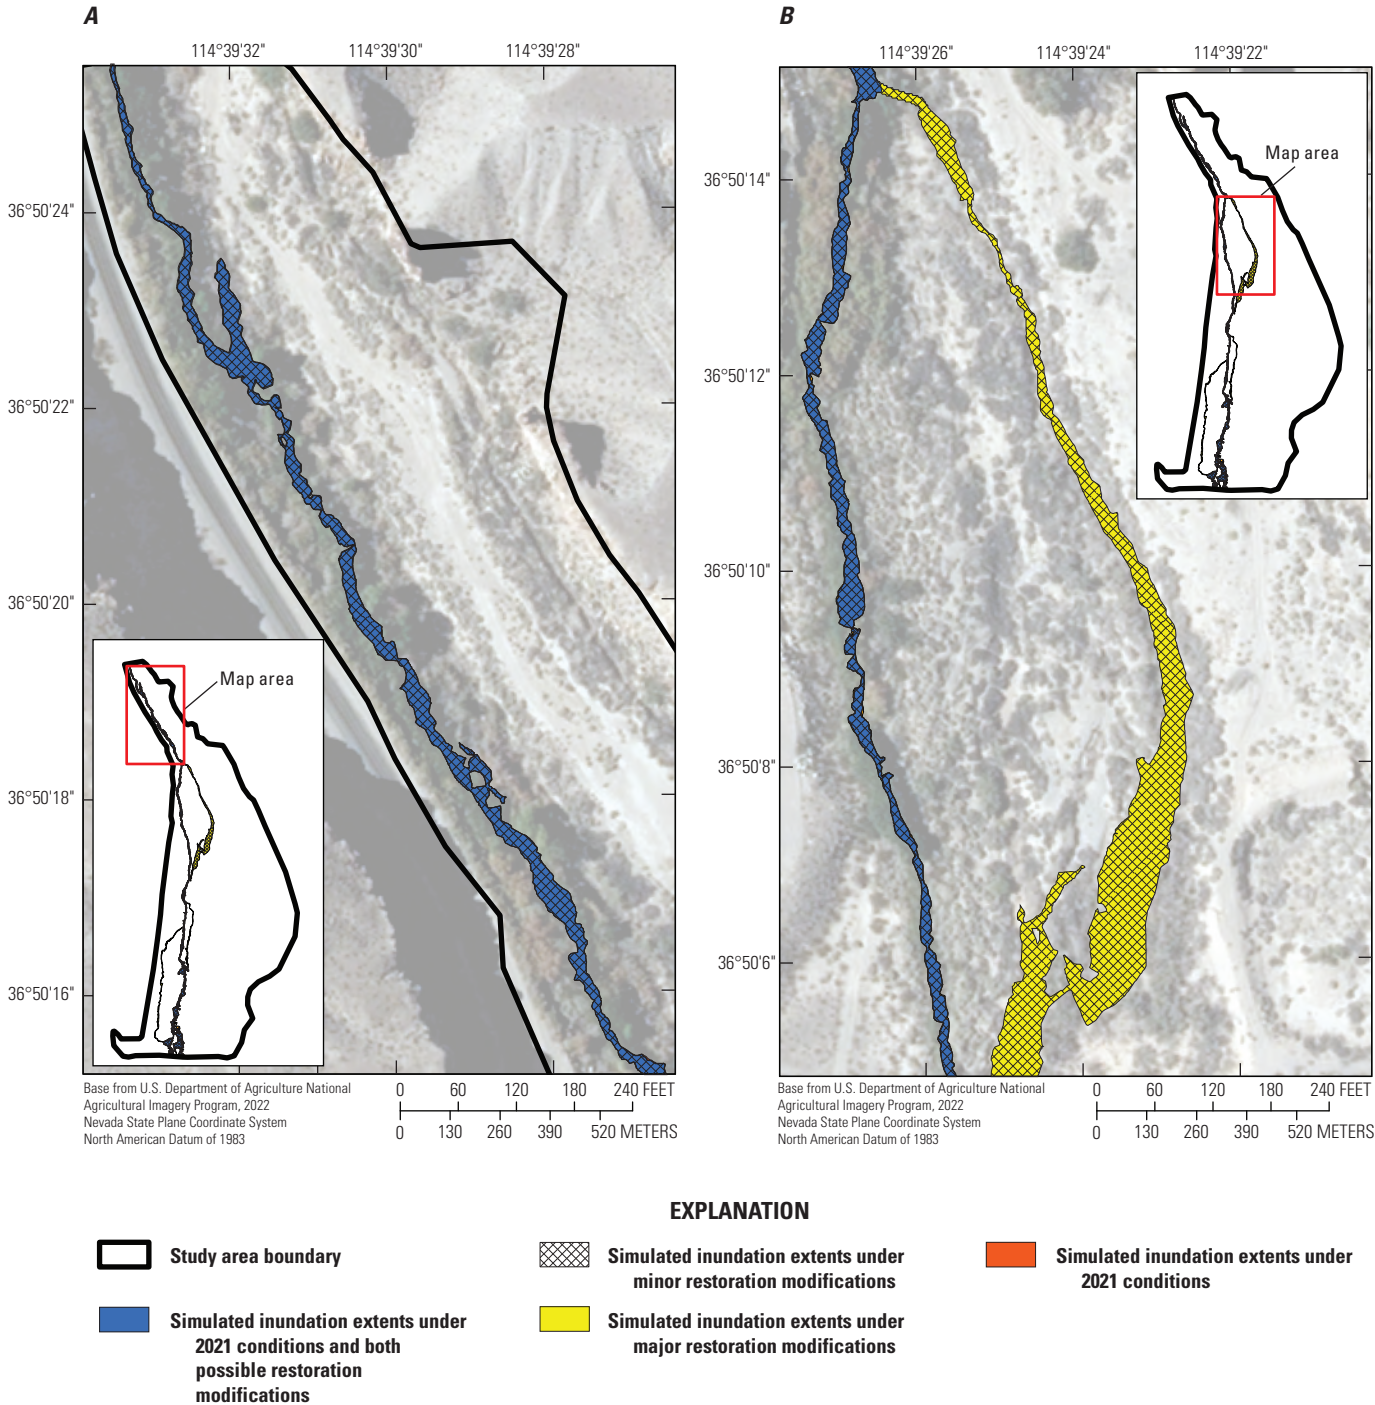 A
114°39'32"
114°39'30"
114°39'28"
36°50'24"
36°50'22"
36°50'20"
36°50'18"
36°50'16"
Map area
Base from U.S. Department of Agriculture National
Agricultural Imagery Program, 2022
Nevada State Plane Coordinate System
North American Datum of 1983
0 60 120 180 240 FEET
0 130 260 390 520 METERS
B
114°39'26"
114°39'24"
114°39'22"
36°50'14"
36°50'12"
36°50'10"
36°50'8"
36°50'6"
Map area
Base from U.S. Department of Agriculture National
Agricultural Imagery Program, 2022
Nevada State Plane Coordinate System
North American Datum of 1983
0 60 120 180 240 FEET
0 130 260 390 520 METERS
EXPLANATION
Study area boundary
Simulated inundation extents under
2021 conditions and both
possible restoration
modifications
Simulated inundation extents under
minor restoration modifications
Simulated inundation extents under
major restoration modifications
Simulated inundation extents under
2021 conditions